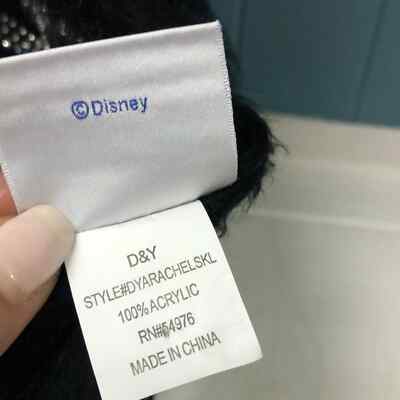 ©Disney
D&Y
STYLE#DYARACHELSKL
100%ACRYLIC
RN#54976
MADE IN CHINA